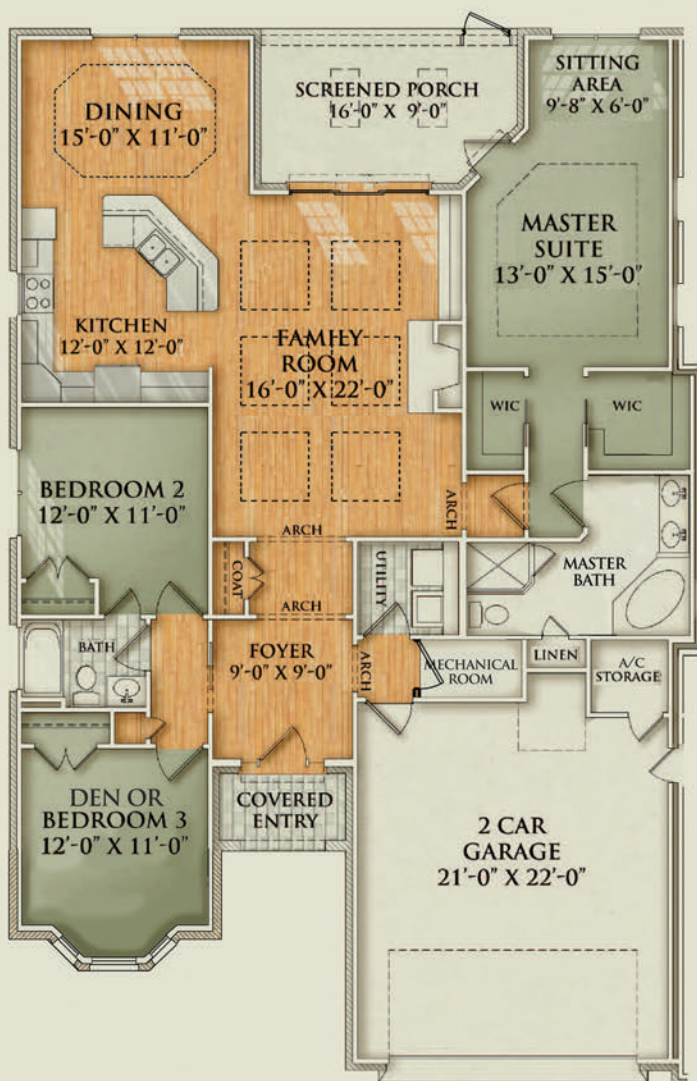 DINING
15'-0" X 11'-0"
SCREENED PORCH
16'-0" X 9'-0"
SITTING
AREA
9'-8" X 6'-0"
MASTER
SUITE
13'-0" X 15'-0"
KITCHEN
12'-0" X 12'-0"
FAMILY
ROOM
16'-0" X 22'-0"
WIC
WIC
BEDROOM 2
12'-0" X 11'-0"
ARCH
ARCH
COAT
ARCH
UTILITY
MASTER
BATH
BATH
FOYER
9'-0" X 9'-0"
ARCH
MECHANICAL
ROOM
LINEN
A/C
STORAGE
DEN OR
BEDROOM 3
12'-0" X 11'-0"
COVERED
ENTRY
2 CAR
GARAGE
21'-0" X 22'-0"